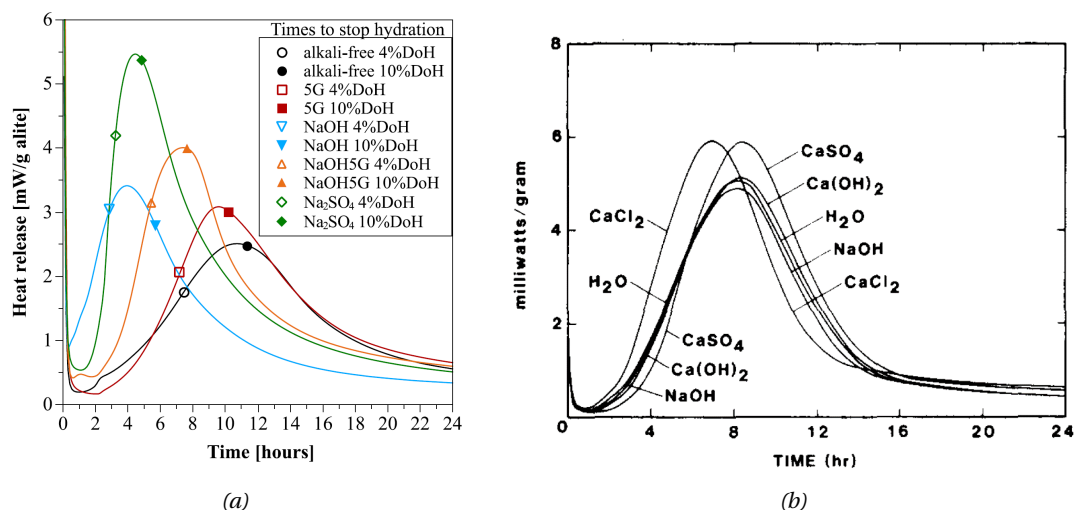 Times to stop hydration
alkali-free 4%DoH
alkali-free 10%DoH
5G 4%DoH
5G 10%DoH
NaOH 4%DoH
NaOH 10%DoH
NaOH5G 4%DoH
NaOH5G 10%DoH
Na₂SO₄ 4%DoH
Na₂SO₄ 10%DoH
Heat release [mW/g alite]
6
5
4
3
2
1
0
0 2 4 6 8 10 12 14 16 18 20 22 24
Time [hours]
(a)
milliwatts/gram
8
6
4
2
CaCl₂
H₂O
CaSO₄
Ca(OH)₂
H₂O
NaOH
CaCl₂
CaSO₄
Ca(OH)₂
NaOH
0 4 8 12 16 20 24
TIME (hr)
(b)